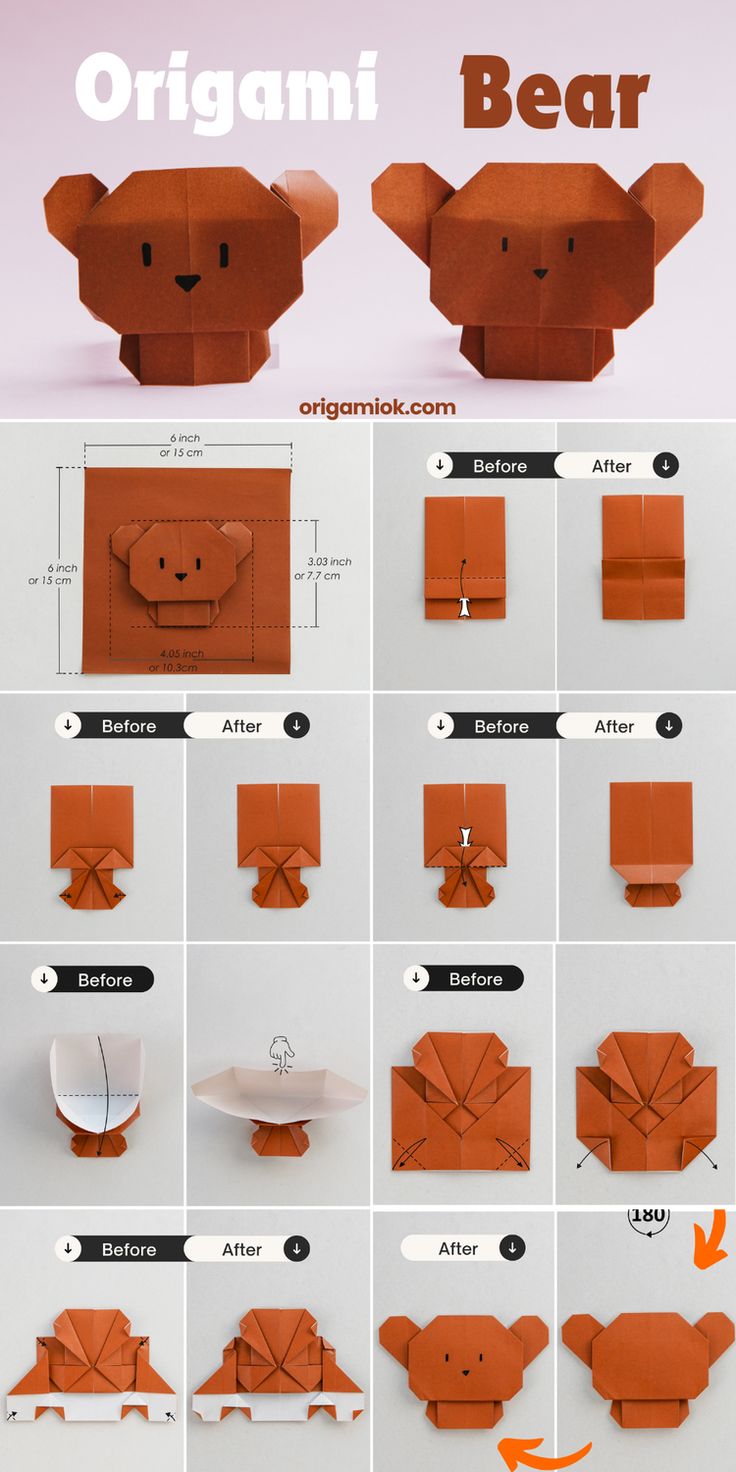 Origami Bear
origamiok.com
6 inch
or 15 cm
6 inch
or 15 cm
3.03 inch
or 7.7 cm
4.05 inch
or 10.3cm
Before After
Before After
Before After
Before
Before
Before After
After
180